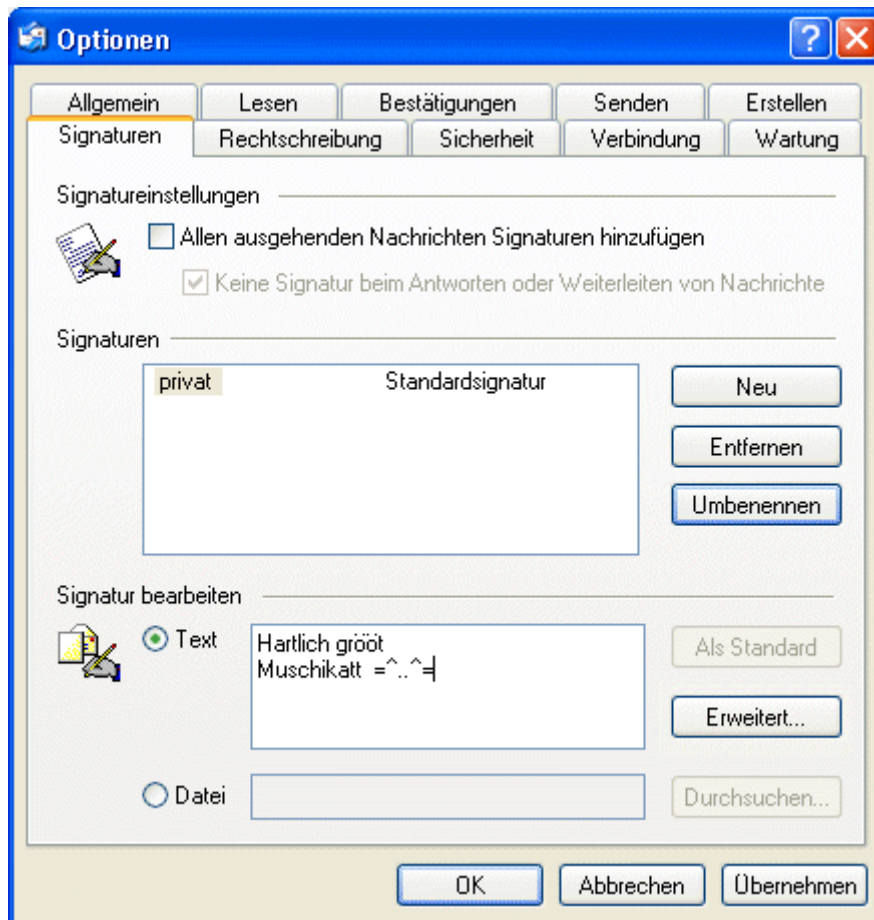 Optionen
Allgemein Lesen Bestätigungen Senden Erstellen
Signaturen Rechtschreibung Sicherheit Verbindung Wartung
Signatureinstellungen
Allen ausgehenden Nachrichten Signaturen hinzufügen
Keine Signatur beim Antworten oder Weiterleiten von Nachrichte
Signaturen
privat Standardsignatur Neu
Entfernen
Umbenennen
Signatur bearbeiten
Text Hartlich grööt Als Standard
Muschikatt =^..^=
Erweitert...
Datei Durchsuchen...
OK Abbrechen Übernehmen